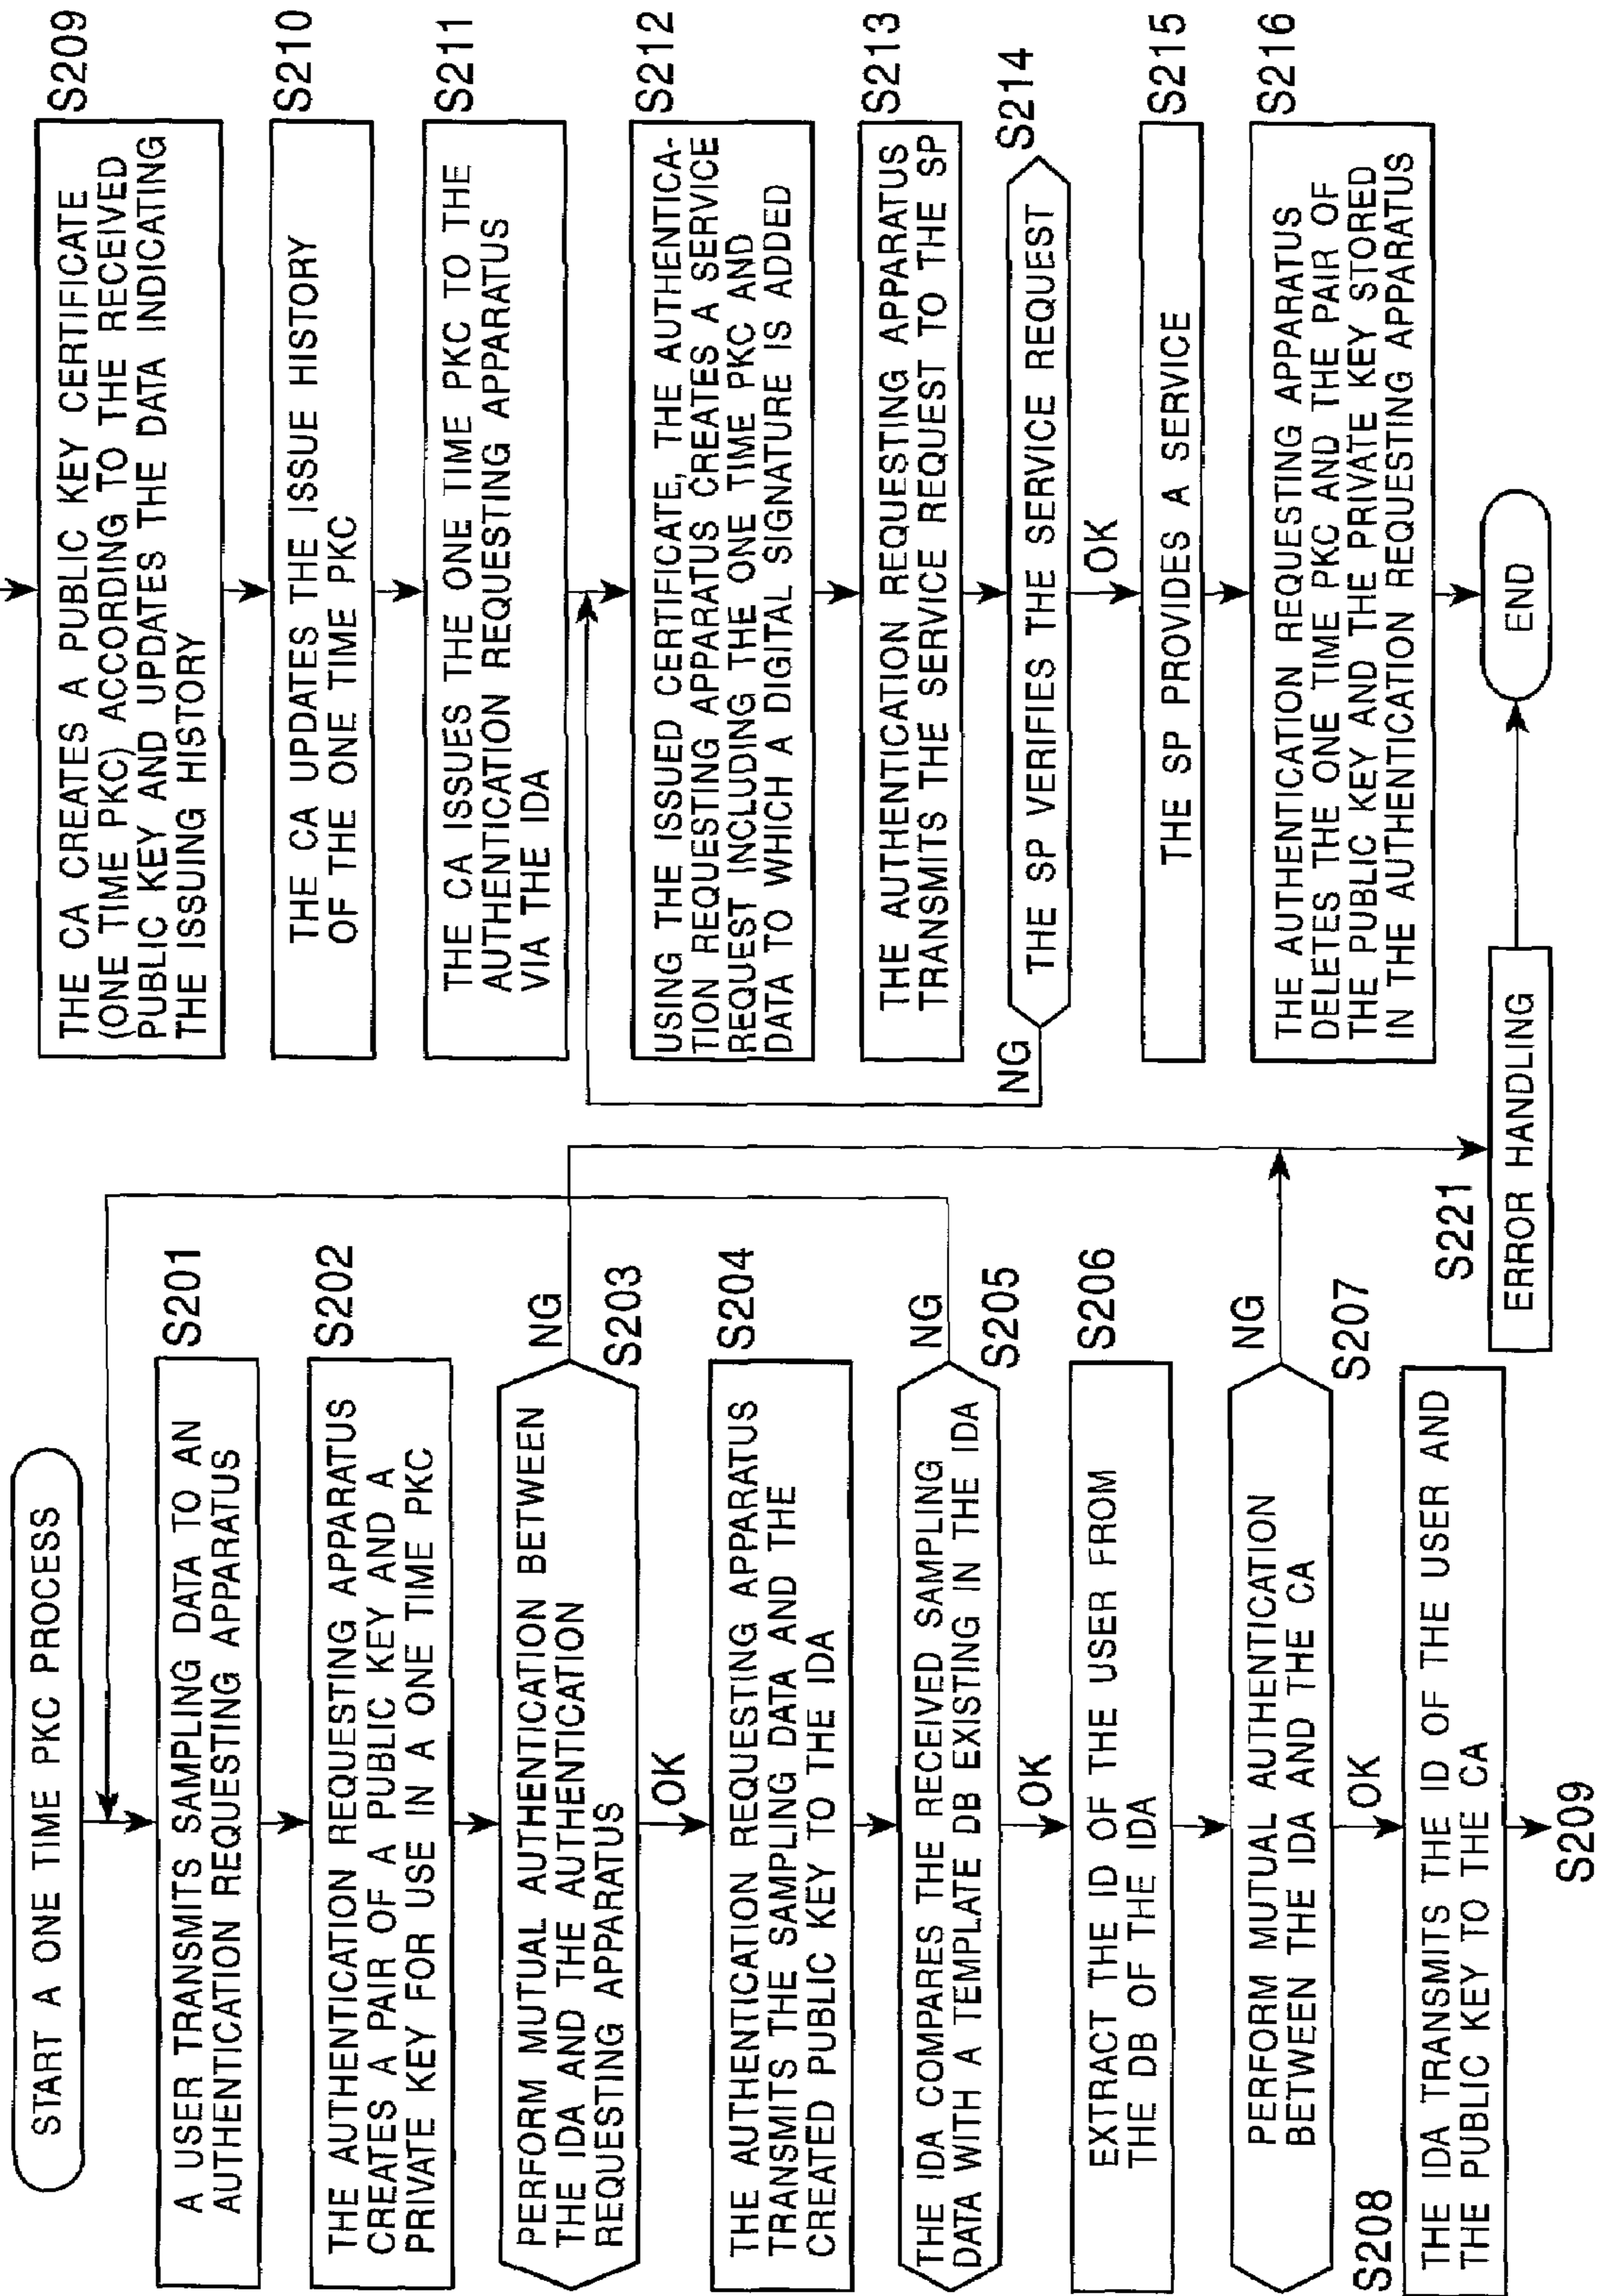 START A ONE TIME PKC PROCESS
A USER TRANSMITS SAMPLING DATA TO AN
AUTHENTICATION REQUESTING APPARATUS
S201
THE AUTHENTICATION REQUESTING APPARATUS
CREATES A PAIR OF A PUBLIC KEY AND A
PRIVATE KEY FOR USE IN A ONE TIME PKC
S202
PERFORM MUTUAL AUTHENTICATION BETWEEN
THE IDA AND THE AUTHENTICATION
REQUESTING APPARATUS
NG
S203
OK
THE AUTHENTICATION REQUESTING APPARATUS
TRANSMITS THE SAMPLING DATA AND THE
CREATED PUBLIC KEY TO THE IDA
S204
THE IDA COMPARES THE RECEIVED SAMPLING
DATA WITH A TEMPLATE DB EXISTING IN THE IDA
NG
S205
OK
EXTRACT THE ID OF THE USER FROM
THE DB OF THE IDA
S206
PERFORM MUTUAL AUTHENTICATION
BETWEEN THE IDA AND THE CA
NG
S207
OK
S208
THE IDA TRANSMITS THE ID OF THE USER AND
THE PUBLIC KEY TO THE CA
S209
THE CA CREATES A PUBLIC KEY CERTIFICATE
(ONE TIME PKC) ACCORDING TO THE RECEIVED
PUBLIC KEY AND UPDATES THE DATA INDICATING
THE ISSUING HISTORY
S209
THE CA UPDATES THE ISSUE HISTORY
OF THE ONE TIME PKC
S210
THE CA ISSUES THE ONE TIME PKC TO THE
AUTHENTICATION REQUESTING APPARATUS
VIA THE IDA
S211
USING THE ISSUED CERTIFICATE, THE AUTHENTICA-
TION REQUESTING APPARATUS CREATES A SERVICE
REQUEST INCLUDING THE ONE TIME PKC AND
DATA TO WHICH A DIGITAL SIGNATURE IS ADDED
S212
THE AUTHENTICATION REQUESTING APPARATUS
TRANSMITS THE SERVICE REQUEST TO THE SP
S213
NG
THE SP VERIFIES THE SERVICE REQUEST
S214
OK
THE SP PROVIDES A SERVICE
S215
THE AUTHENTICATION REQUESTING APPARATUS
DELETES THE ONE TIME PKC AND THE PAIR OF
THE PUBLIC KEY AND THE PRIVATE KEY STORED
IN THE AUTHENTICATION REQUESTING APPARATUS
S216
S221
ERROR HANDLING
END